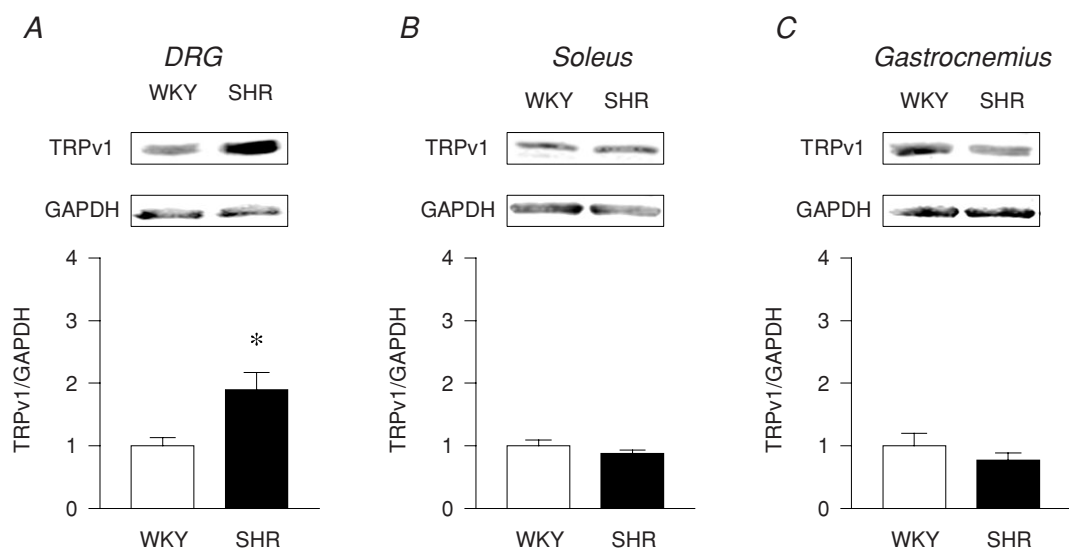 A
DRG
WKY SHR
TRPv1
GAPDH
TRPv1/GAPDH
4
3
2
1
0
*
WKY SHR
B
Soleus
WKY SHR
TRPv1
GAPDH
TRPv1/GAPDH
4
3
2
1
0
WKY SHR
C
Gastrocnemius
WKY SHR
TRPv1
GAPDH
TRPv1/GAPDH
4
3
2
1
0
WKY SHR